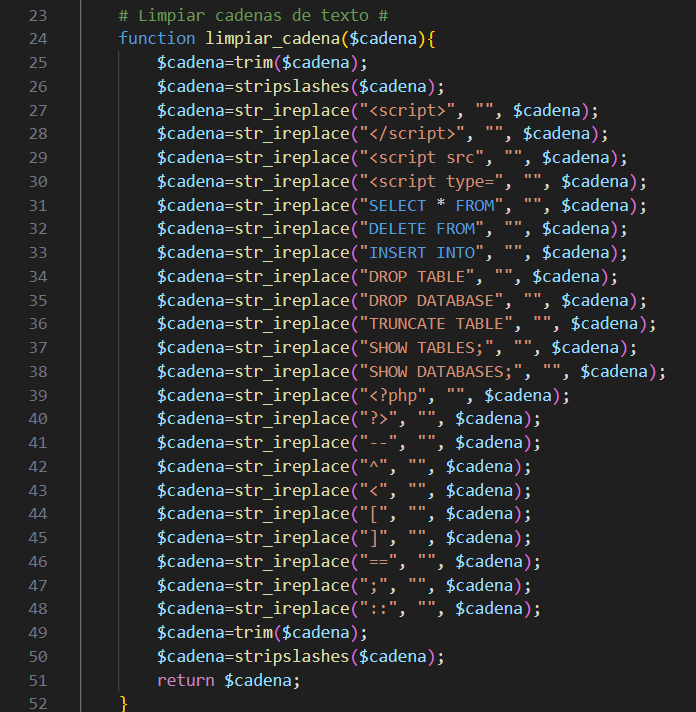 23 # Limpiar cadenas de texto #
24 function limpiar_cadena($cadena){
25 $cadena=trim($cadena);
26 $cadena=stripslashes($cadena);
27 $cadena=str_ireplace("<script>", "", $cadena);
28 $cadena=str_ireplace("</script>", "", $cadena);
29 $cadena=str_ireplace("<script src", "", $cadena);
30 $cadena=str_ireplace("<script type=", "", $cadena);
31 $cadena=str_ireplace("SELECT * FROM", "", $cadena);
32 $cadena=str_ireplace("DELETE FROM", "", $cadena);
33 $cadena=str_ireplace("INSERT INTO", "", $cadena);
34 $cadena=str_ireplace("DROP TABLE", "", $cadena);
35 $cadena=str_ireplace("DROP DATABASE", "", $cadena);
36 $cadena=str_ireplace("TRUNCATE TABLE", "", $cadena);
37 $cadena=str_ireplace("SHOW TABLES;", "", $cadena);
38 $cadena=str_ireplace("SHOW DATABASES;", "", $cadena);
39 $cadena=str_ireplace("<?php", "", $cadena);
40 $cadena=str_ireplace("?>", "", $cadena);
41 $cadena=str_ireplace("--", "", $cadena);
42 $cadena=str_ireplace("^", "", $cadena);
43 $cadena=str_ireplace("<", "", $cadena);
44 $cadena=str_ireplace("[", "", $cadena);
45 $cadena=str_ireplace("]", "", $cadena);
46 $cadena=str_ireplace("==", "", $cadena);
47 $cadena=str_ireplace(";", "", $cadena);
48 $cadena=str_ireplace("::", "", $cadena);
49 $cadena=trim($cadena);
50 $cadena=stripslashes($cadena);
51 return $cadena;
52 }